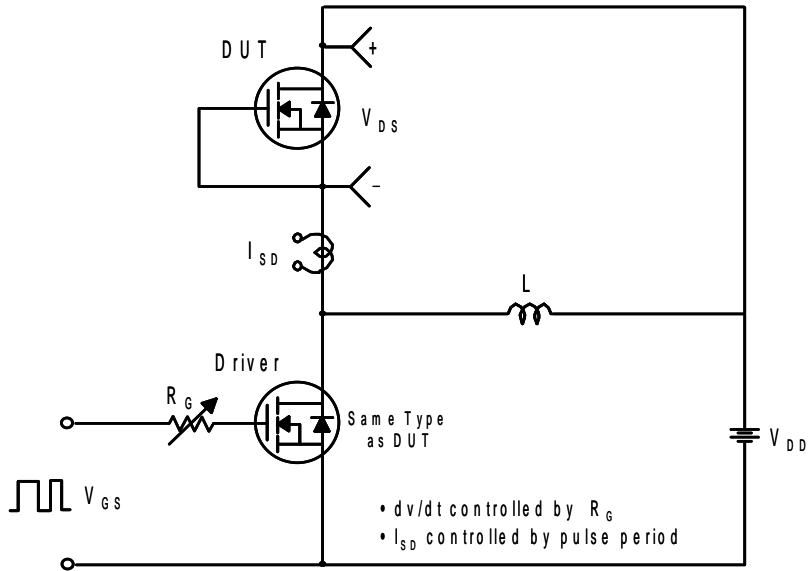 DUT
+
VDS
–
ISD
L
Driver
RG
Same Type
as DUT
VDD
VGS
• dv/dt controlled by RG
• ISD controlled by pulse period